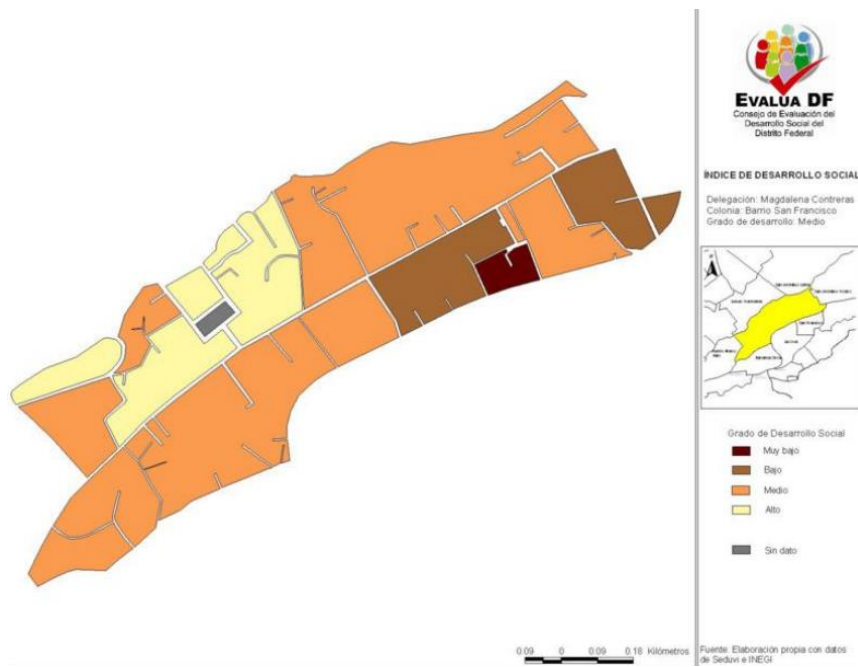 EVALUA DF
Consejo de Evaluación del
Desarrollo Social del
Distrito Federal
ÍNDICE DE DESARROLLO SOCIAL
Delegación: Magdalena Contreras
Colonia: Barrio San Francisco
Grado de desarrollo: Medio
Grado de Desarrollo Social
Muy bajo
Bajo
Medio
Alto
Sin dato
0.09 0 0.09 0.18 Kilómetros
Fuente: Elaboración propia con datos
de Seduvi e INEGI